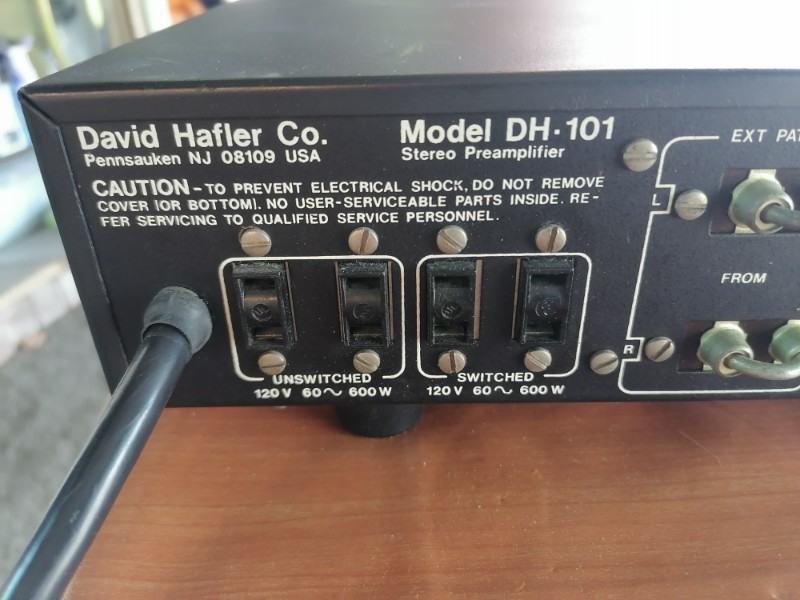 David Hafler Co.
Pennsauken NJ 08109 USA
Model DH·101
Stereo Preamplifier
CAUTION - TO PREVENT ELECTRICAL SHOCK, DO NOT REMOVE
COVER (OR BOTTOM). NO USER-SERVICEABLE PARTS INSIDE. RE-
FER SERVICING TO QUALIFIED SERVICE PERSONNEL.
EXT PAT
L
FROM
R
UNSWITCHED
120 V 60 ~ 600 W
SWITCHED
120 V 60 ~ 600 W